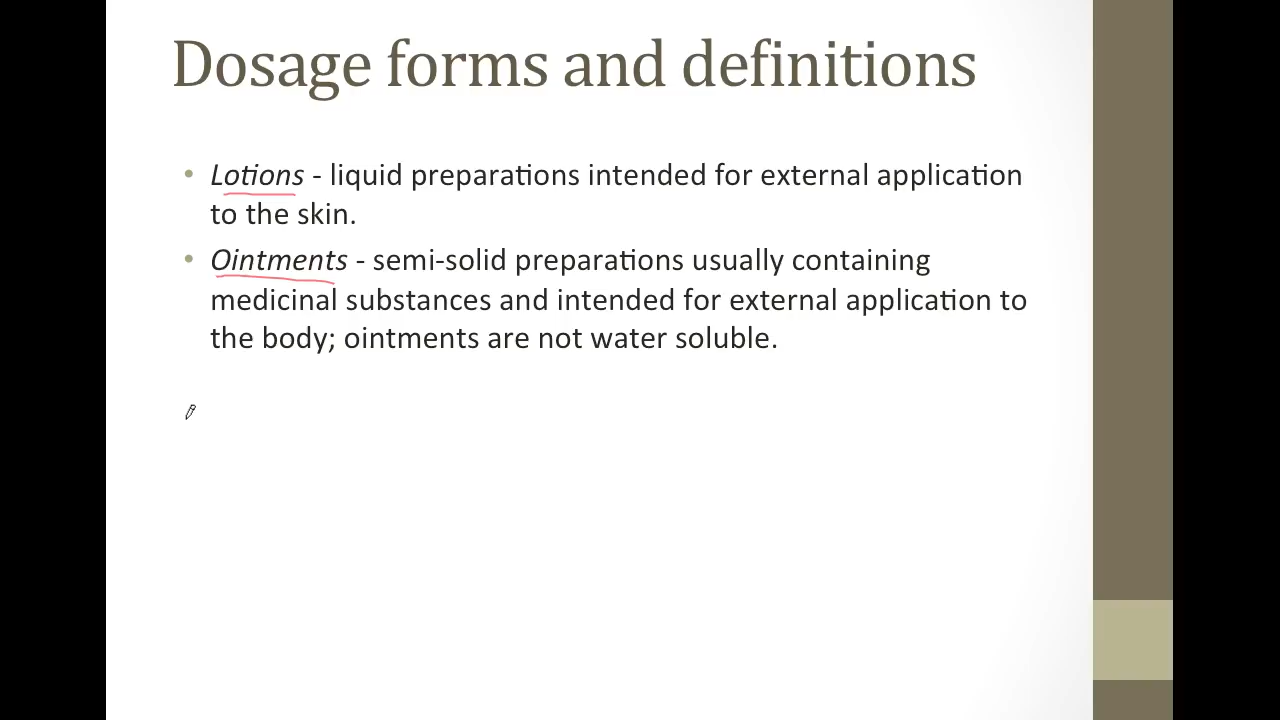 Dosage forms and definitions
• Lotions - liquid preparations intended for external application
to the skin.
• Ointments - semi-solid preparations usually containing
medicinal substances and intended for external application to
the body; ointments are not water soluble.